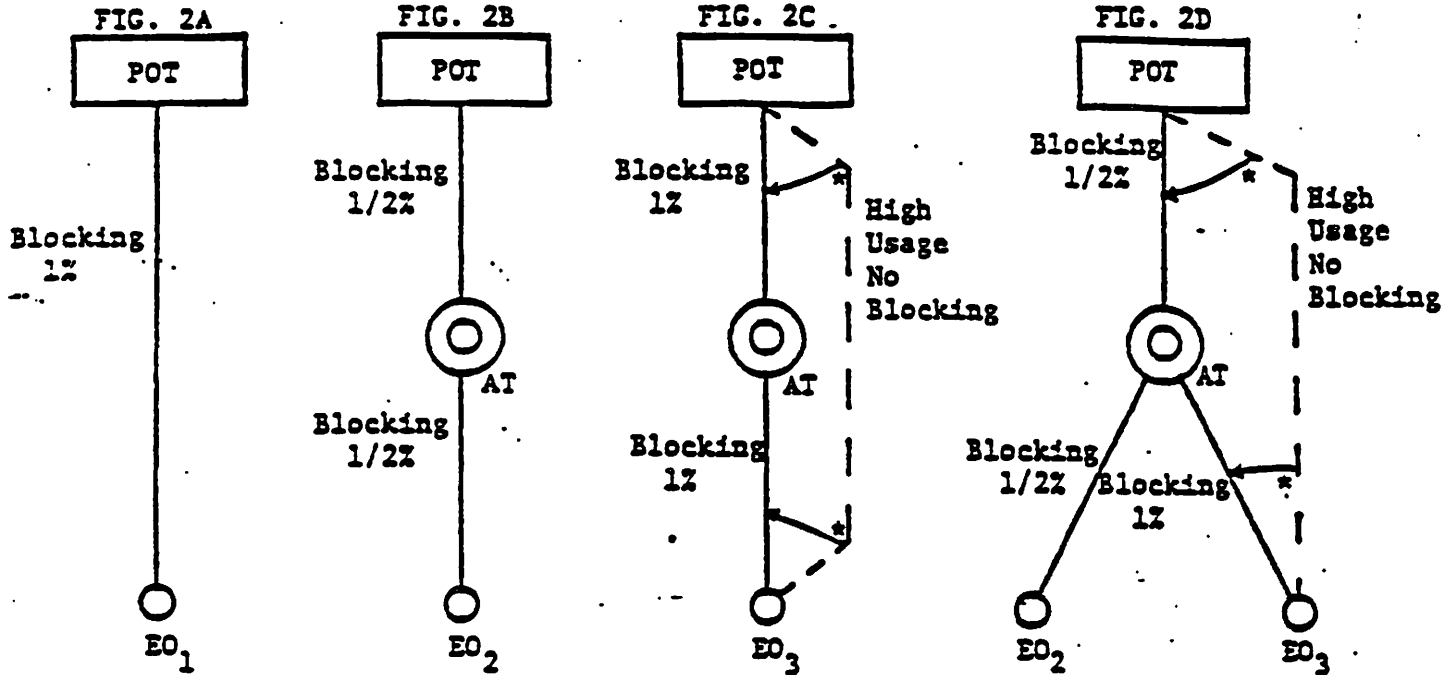 FIG. 2A
POT
Blocking
1%
EO1
FIG. 2B
POT
Blocking
1/2%
AT
Blocking
1/2%
EO2
FIG. 2C
POT
Blocking
1%
*
High
Usage
No
Blocking
AT
Blocking
1%
*
EO3
FIG. 2D
POT
Blocking
1/2%
*
High
Usage
No
Blocking
AT
Blocking
1/2%
Blocking
1%
*
EO2
EO3